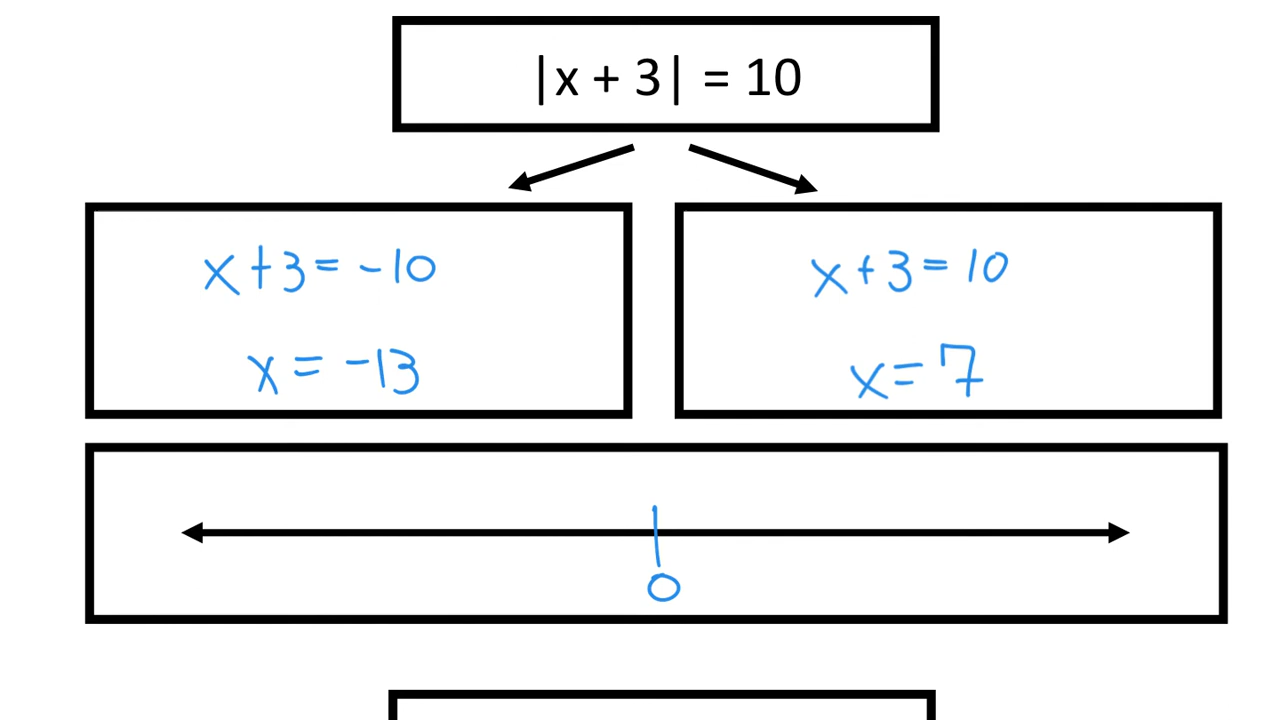 |x + 3| = 10
x+3= -10
x = -13
x+3= 10
x= 7
0